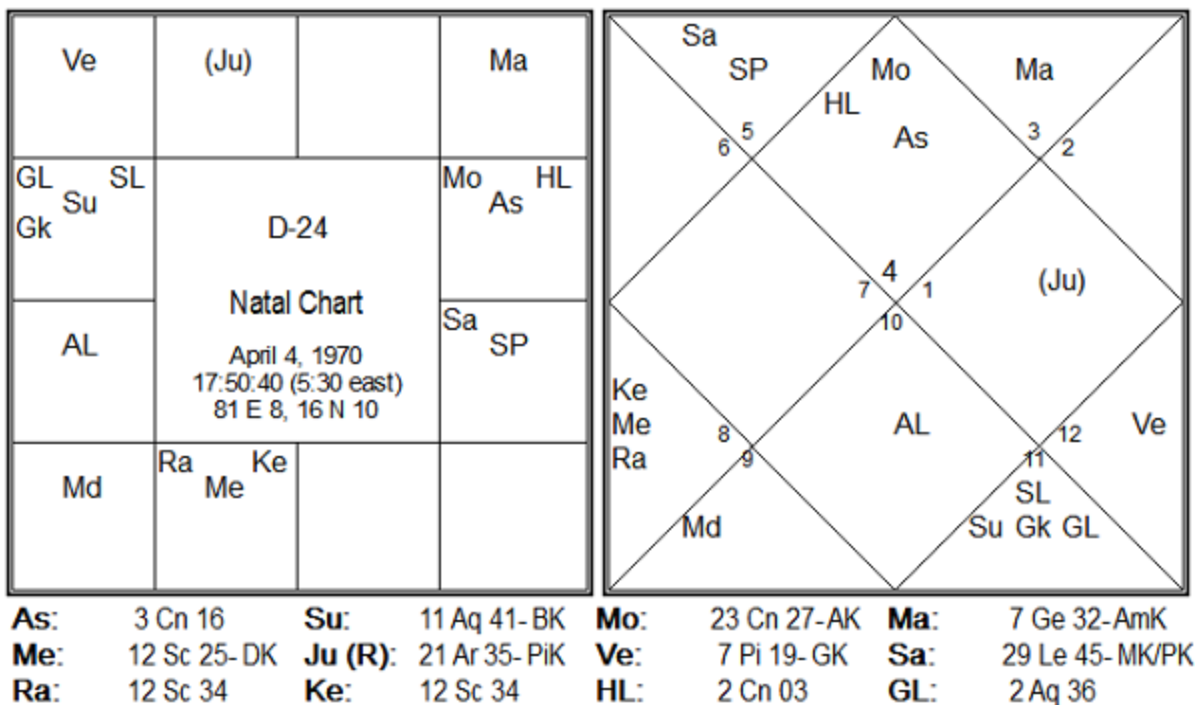 Ve (Ju) Ma
GL SL
Su
Gk
Mo HL
As
D-24
Natal Chart
April 4, 1970
17:50:40 (5:30 east)
81 E 8, 16 N 10
AL
Sa
SP
Md
Ra Ke
Me
Sa
SP
Mo
HL
As
Ma
5
6
3
2
4
7 1
10
(Ju)
Ke
Me
Ra
8
9
AL
12
11
Ve
SL
Su Gk GL
Md
As: 3 Cn 16 Su: 11 Aq 41- BK Mo: 23 Cn 27- AK Ma: 7 Ge 32- AmK
Me: 12 Sc 25- DK Ju (R): 21 Ar 35- PiK Ve: 7 Pi 19- GK Sa: 29 Le 45- MK/PK
Ra: 12 Sc 34 Ke: 12 Sc 34 HL: 2 Cn 03 GL: 2 Aq 36